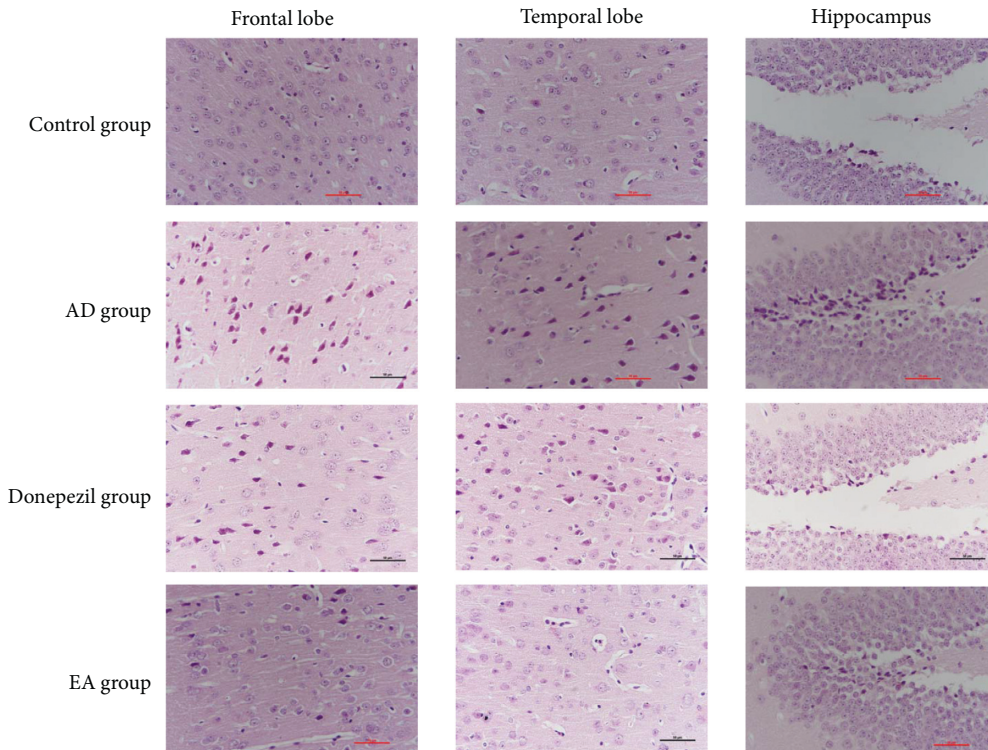 Frontal lobe Temporal lobe Hippocampus
Control group
AD group
Donepezil group
EA group